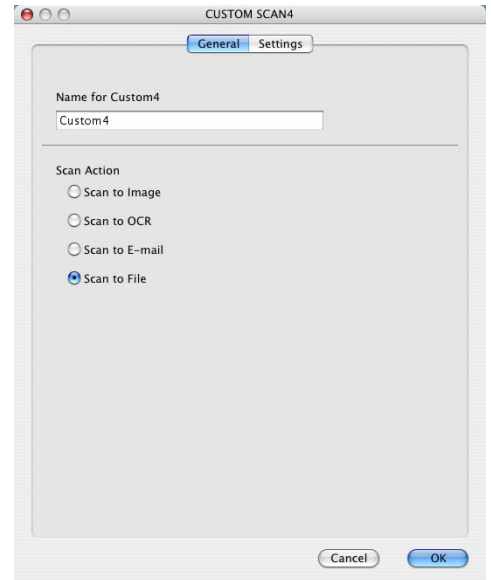 CUSTOM SCAN4
General Settings
Name for Custom4
Custom4
Scan Action
Scan to Image
Scan to OCR
Scan to E-mail
Scan to File
Cancel OK